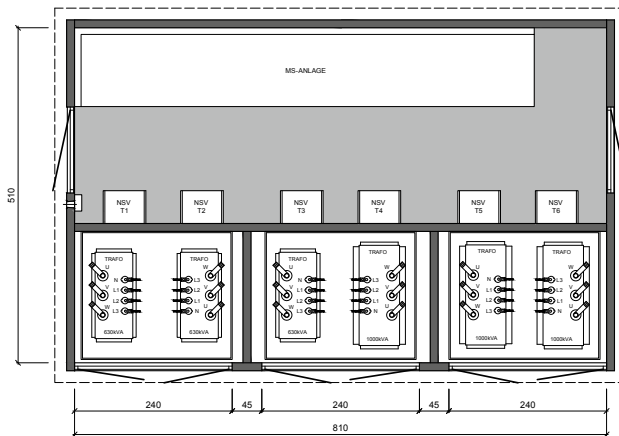 MS-ANLAGE
510
NSV
T1
NSV
T2
NSV
T3
NSV
T4
NSV
T5
NSV
T6
TRAFO
U
V
W
N
L1
L2
L3
630kVA
TRAFO
W
V
U
L3
L2
L1
N
630kVA
TRAFO
U
V
W
N
L1
L2
L3
630kVA
TRAFO
W
V
U
L3
L2
L1
N
1000kVA
TRAFO
U
V
W
N
L1
L2
L3
1000kVA
TRAFO
W
V
U
L3
L2
L1
N
1000kVA
240
45
240
45
240
810